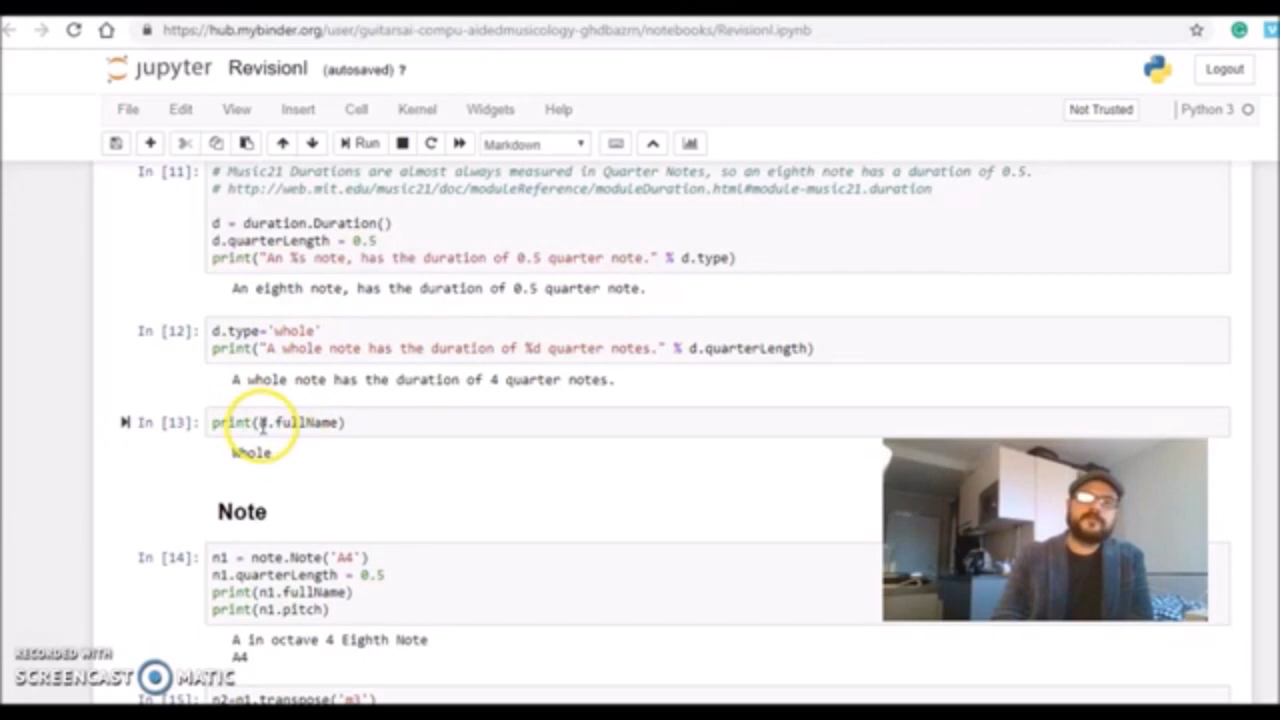 https://hub.mybinder.org/user/guitarsai-compu-aidedmusicology-ghdbazrn/notebooks/RevisionI.ipynb
jupyter RevisionI (autosaved) ?
Logout
File Edit View Insert Cell Kernel Widgets Help
Not Trusted
Python 3
Run
Markdown
In [11]: # Music21 Durations are almost always measured in Quarter Notes, so an eighth note has a duration of 0.5.
# http://web.mit.edu/music21/doc/moduleReference/moduleDuration.html#module-music21.duration
d = duration.Duration()
d.quarterLength = 0.5
print("An %s note, has the duration of 0.5 quarter note." % d.type)
An eighth note, has the duration of 0.5 quarter note.
In [12]: d.type='whole'
print("A whole note has the duration of %d quarter notes." % d.quarterLength)
A whole note has the duration of 4 quarter notes.
In [13]: print(d.fullName)
Whole
Note
In [14]: n1 = note.Note('A4')
n1.quarterLength = 0.5
print(n1.fullName)
print(n1.pitch)
A in octave 4 Eighth Note
A4
In [15]: n2=n1.transpose('m3')
RECORDED WITH
SCREENCAST MATIC